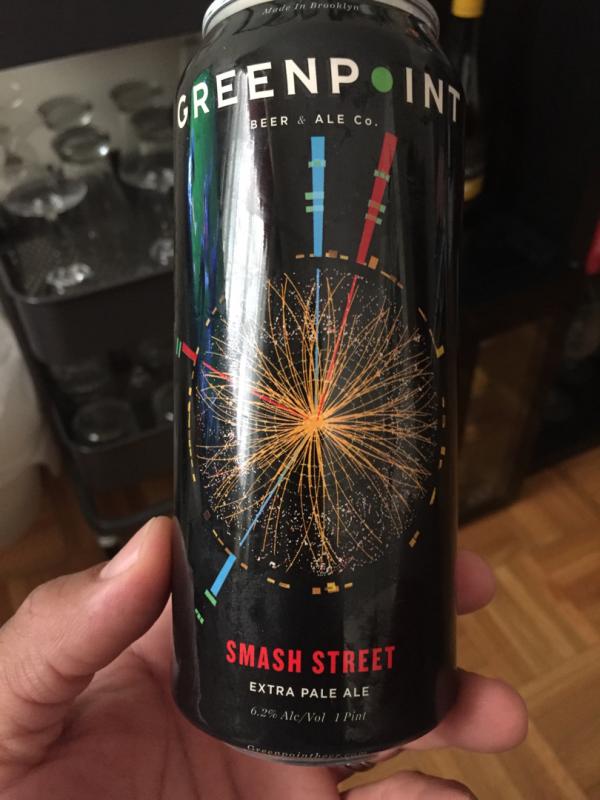 Made In Brooklyn
GREENPOINT
BEER & ALE Co.
SMASH STREET
EXTRA PALE ALE
6.2% Alc/Vol 1 Pint
Greenpointbeer.com